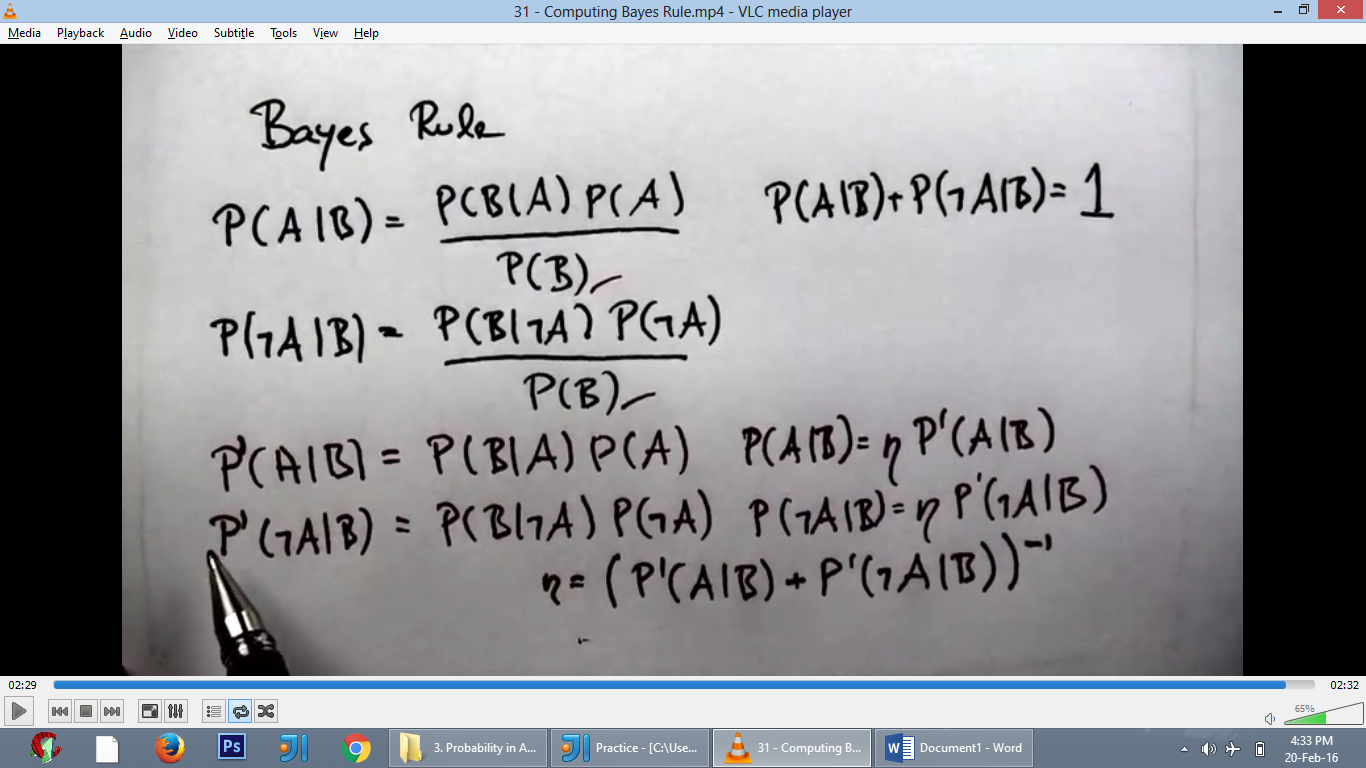 31 - Computing Bayes Rule.mp4 - VLC media player
Media Playback Audio Video Subtitle Tools View Help
Bayes Rule
P(A|B) = P(B|A) P(A) / P(B) P(A|B) + P(¬A|B) = 1
P(¬A|B) = P(B|¬A) P(¬A) / P(B)
P'(A|B) = P(B|A) P(A) P(A|B) = η P'(A|B)
P'(¬A|B) = P(B|¬A) P(¬A) P(¬A|B) = η P'(¬A|B)
η = (P'(A|B) + P'(¬A|B))⁻¹
02:29 02:32
65%
Ps 3. Probability in A... Practice - [C:\Use... 31 - Computing B... Document1 - Word 4:33 PM
20-Feb-16